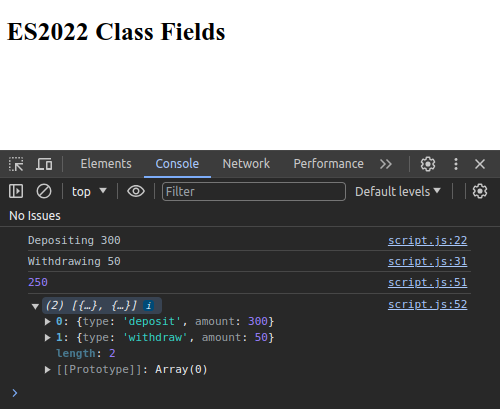 ES2022 Class Fields
Elements Console Network Performance
top Filter Default levels
No Issues
Depositing 300 script.js:22
Withdrawing 50 script.js:31
250 script.js:51
(2) [{…}, {…}] i script.js:52
0: {type: 'deposit', amount: 300}
1: {type: 'withdraw', amount: 50}
length: 2
[[Prototype]]: Array(0)